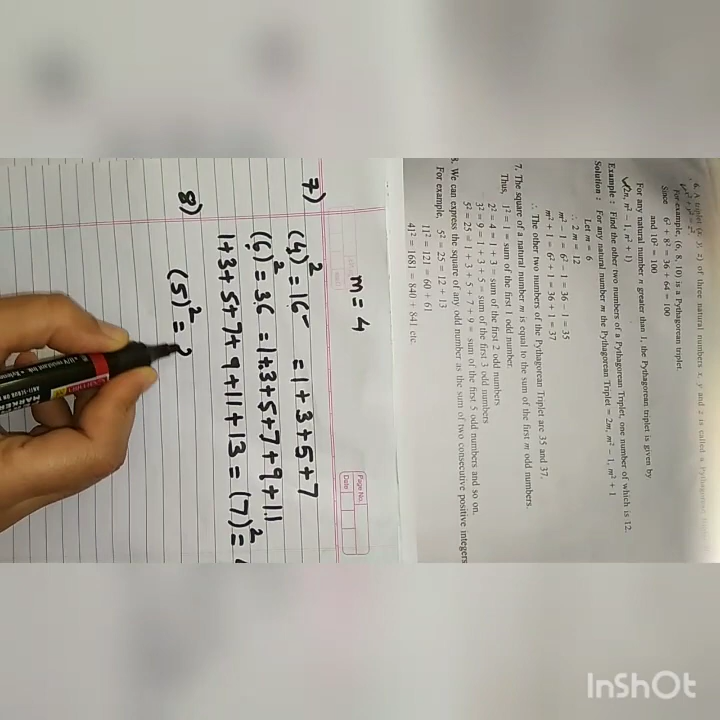 6. A triplet (x, y, z) of three natural numbers x, y and z is called a Pythagorean
x² + y² = z²
For example, (6, 8, 10) is a Pythagorean triplet.
Since 6² + 8² = 36 + 64 = 100
and 10² = 100
For any natural number n greater than 1, the Pythagorean triplet is given by
(2n, n² − 1, n² + 1)
Example : Find the other two numbers of a Pythagorean Triplet, one number of which is 12.
Solution : For any natural number m the Pythagorean Triplet = 2m, m² − 1, m² + 1
Let m = 6
∴ 2 m = 12
m² − 1 = 6² − 1 = 36 − 1 = 35
m² + 1 = 6² + 1 = 36 + 1 = 37
∴ The other two numbers of the Pythagorean Triplet are 35 and 37.
7. The square of a natural number m is equal to the sum of the first m odd numbers.
Thus,
1² = 1 = sum of the first 1 odd number.
2² = 4 = 1 + 3 = sum of the first 2 odd numbers
3² = 9 = 1 + 3 + 5 = sum of the first 3 odd numbers
5² = 25 = 1 + 3 + 5 + 7 + 9 = sum of the first 5 odd numbers and so on.
8. We can express the square of any odd number as the sum of two consecutive positive integers
For example, 5² = 25 = 12 + 13
11² = 121 = 60 + 61
41² = 1681 = 840 + 841 etc.
Page No.
Date
m = 4
7) (4)² = 16 = 1 + 3 + 5 + 7
(6)² = 36 = 1+3+5+7+9+11
1+3+5+7+9+11+13 = (7)²
8) (5)² = 2
MARKER
InShOt